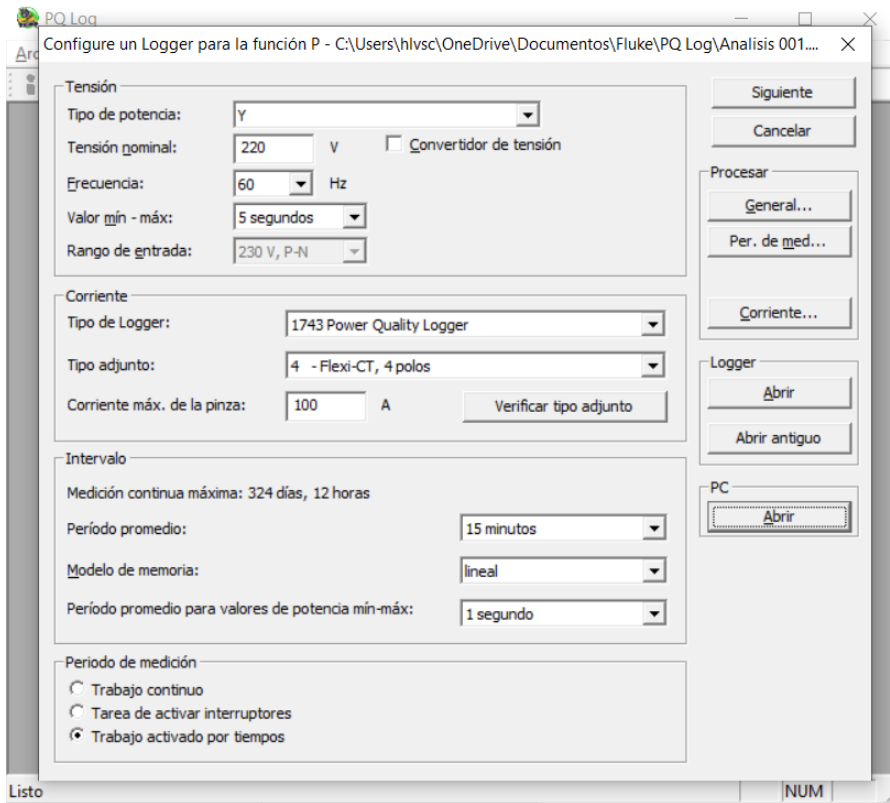 PQ Log
Arc
Configure un Logger para la función P - C:\Users\hlvsc\OneDrive\Documentos\Fluke\PQ Log\Analisis 001....
Tensión
Tipo de potencia: Y
Tensión nominal: 220 V Convertidor de tensión
Frecuencia: 60 Hz
Valor mín - máx: 5 segundos
Rango de entrada: 230 V, P-N
Corriente
Tipo de Logger: 1743 Power Quality Logger
Tipo adjunto: 4 - Flexi-CT, 4 polos
Corriente máx. de la pinza: 100 A Verificar tipo adjunto
Intervalo
Medición continua máxima: 324 días, 12 horas
Período promedio: 15 minutos
Modelo de memoria: lineal
Período promedio para valores de potencia mín-máx: 1 segundo
Periodo de medición
Trabajo continuo
Tarea de activar interruptores
Trabajo activado por tiempos
Siguiente
Cancelar
Procesar
General...
Per. de med...
Corriente...
Logger
Abrir
Abrir antiguo
PC
Abrir
Listo NUM